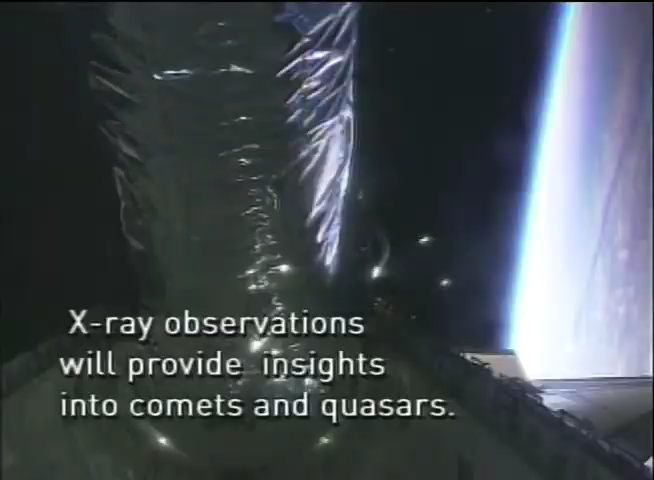 X-ray observations
will provide insights
into comets and quasars.